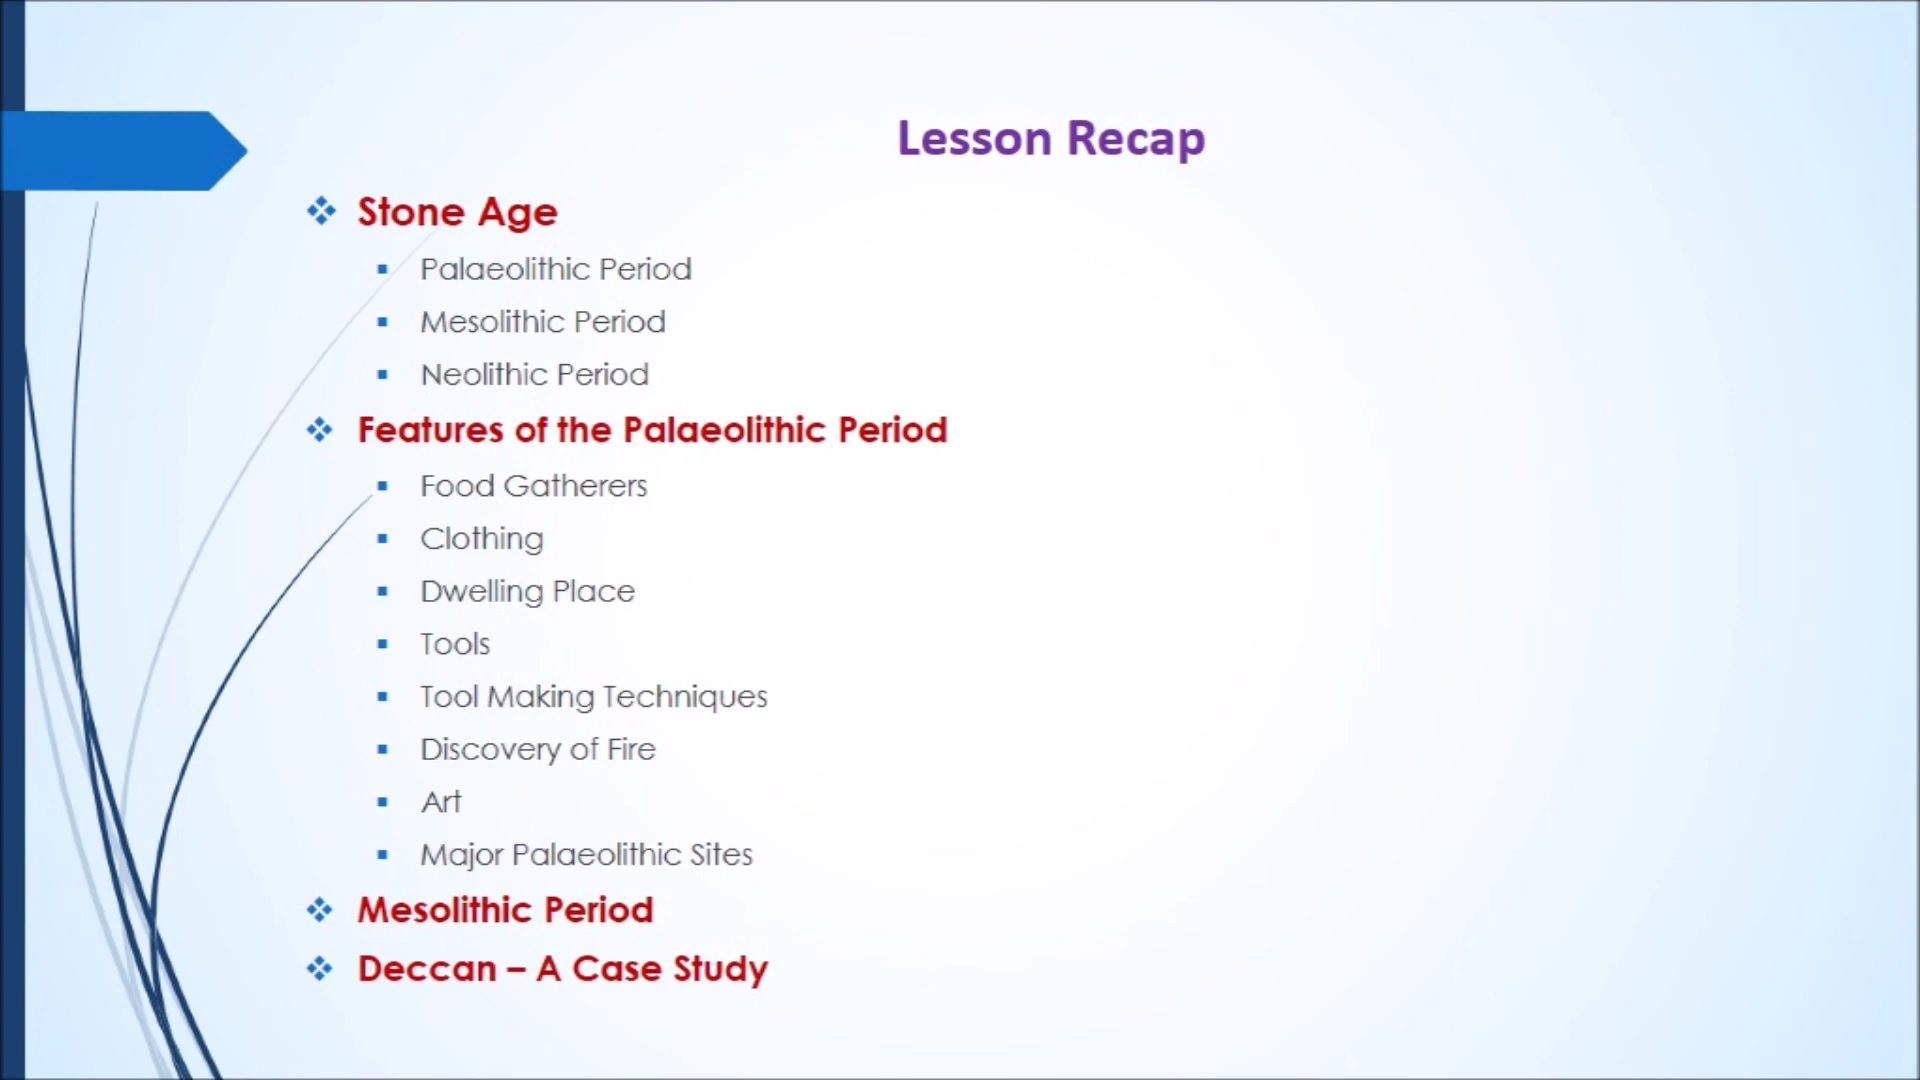 Lesson Recap
Stone Age
Palaeolithic Period
Mesolithic Period
Neolithic Period
Features of the Palaeolithic Period
Food Gatherers
Clothing
Dwelling Place
Tools
Tool Making Techniques
Discovery of Fire
Art
Major Palaeolithic Sites
Mesolithic Period
Deccan – A Case Study